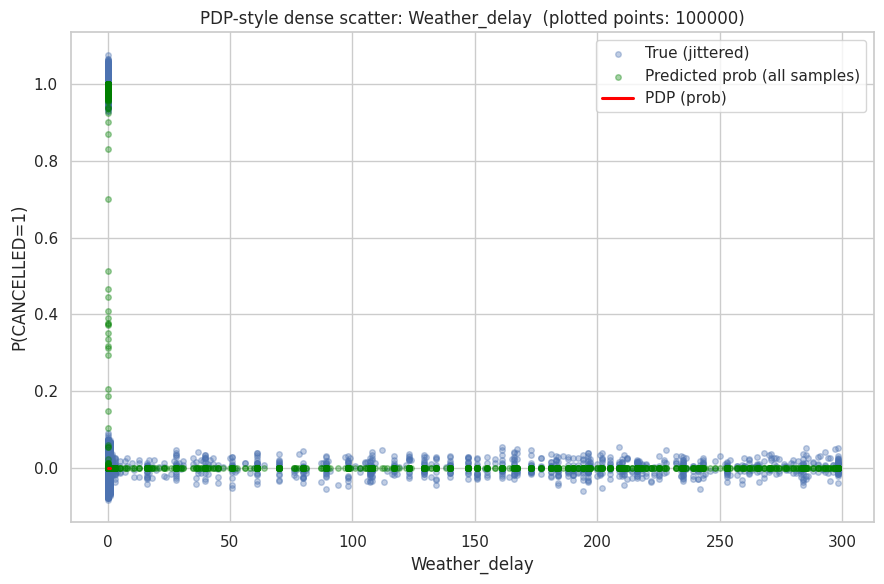 PDP-style dense scatter: Weather_delay  (plotted points: 100000)
True (jittered)
Predicted prob (all samples)
PDP (prob)
P(CANCELLED=1)
1.0
0.8
0.6
0.4
0.2
0.0
0 50 100 150 200 250 300
Weather_delay